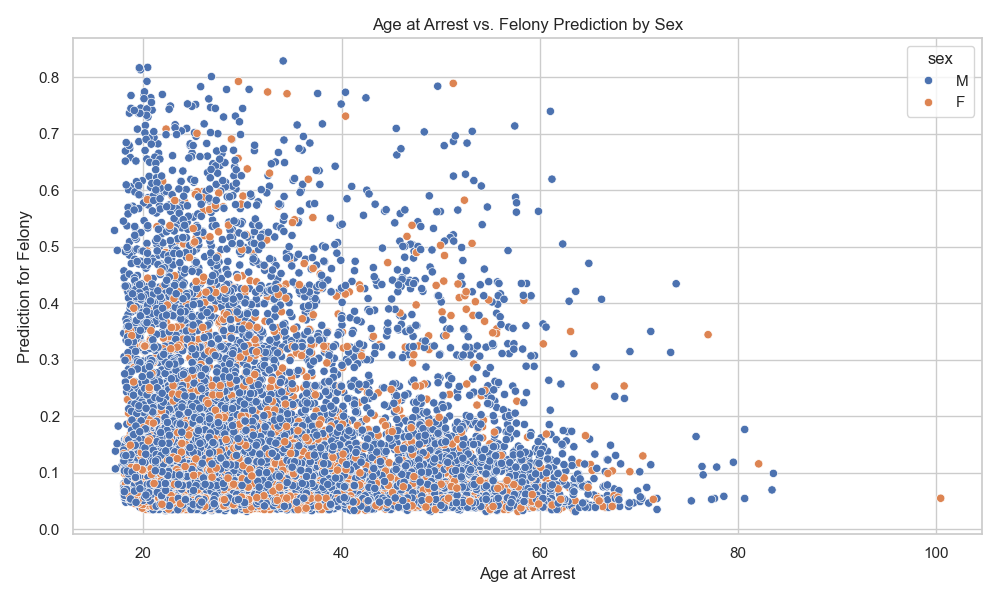 Age at Arrest vs. Felony Prediction by Sex
sex
M
F
Prediction for Felony
0.8
0.7
0.6
0.5
0.4
0.3
0.2
0.1
0.0
20 40 60 80 100
Age at Arrest